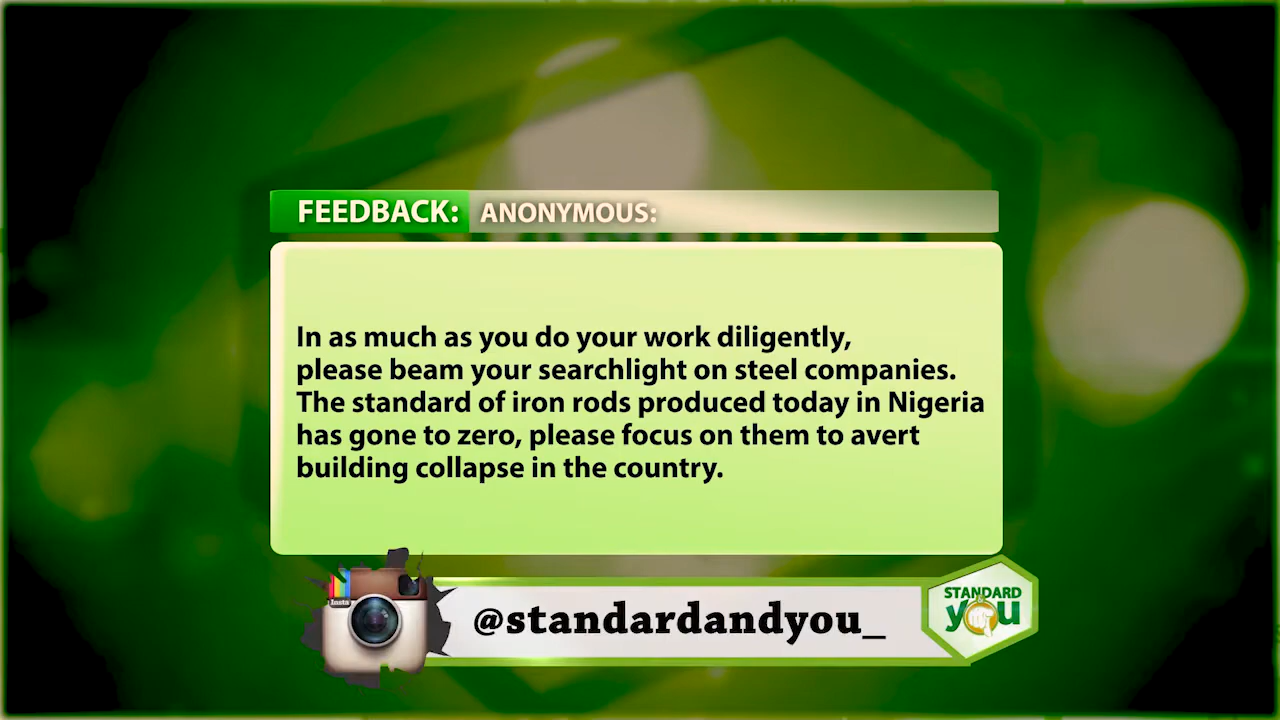 FEEDBACK: ANONYMOUS:
In as much as you do your work diligently,
please beam your searchlight on steel companies.
The standard of iron rods produced today in Nigeria
has gone to zero, please focus on them to avert
building collapse in the country.
Insta
@standardandyou_
STANDARD
you